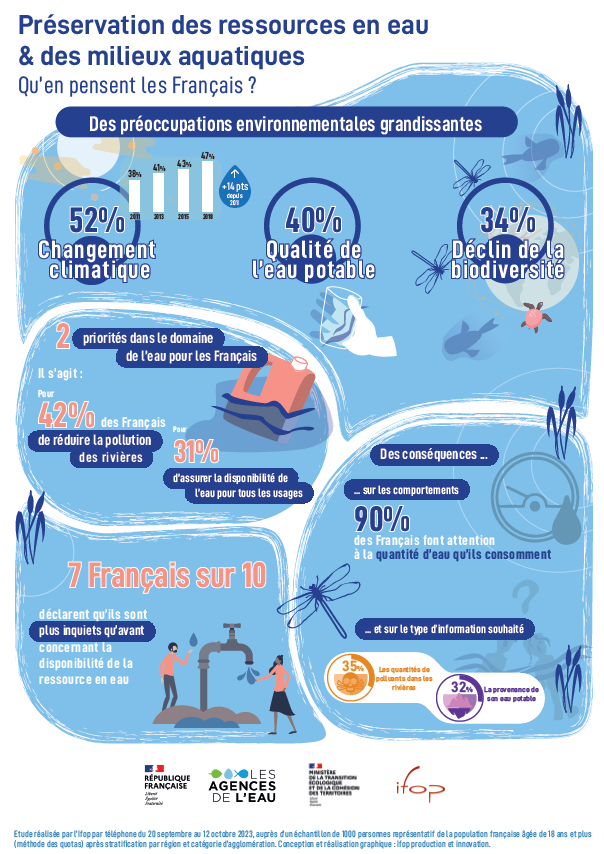 Préservation des ressources en eau
& des milieux aquatiques
Qu'en pensent les Français ?
Des préoccupations environnementales grandissantes
38%
41%
43%
47%
2011
2013
2015
2018
+14 pts
depuis
2011
52%
Changement
climatique
40%
Qualité de
l'eau potable
34%
Déclin de la
biodiversité
2 priorités dans le domaine
de l'eau pour les Français
Il s'agit :
Pour
42% des Français
de réduire la pollution
des rivières
Pour
31%
d'assurer la disponibilité de
l'eau pour tous les usages
Des conséquences ...
... sur les comportements
90%
des Français font attention
à la quantité d'eau qu'ils consomment
7 Français sur 10
déclarent qu'ils sont
plus inquiets qu'avant
concernant la
disponibilité de la
ressource en eau
?
... et sur le type d'information souhaité
35%
Les quantités de
polluants dans les
rivières
32%
La provenance de
son eau potable
RÉPUBLIQUE
FRANÇAISE
Liberté
Égalité
Fraternité
LES
AGENCES
DE L'EAU
MINISTÈRE
DE LA TRANSITION
ÉCOLOGIQUE
ET DE LA COHÉSION
DES TERRITOIRES
Liberté
Égalité
Fraternité
ifop
Etude réalisée par l'Ifop par téléphone du 20 septembre au 12 octobre 2023, auprès d'un échantillon de 1000 personnes représentatif de la population française âgée de 18 ans et plus
(méthode des quotas) après stratification par région et catégorie d'agglomération. Conception et réalisation graphique : Ifop production et innovation.